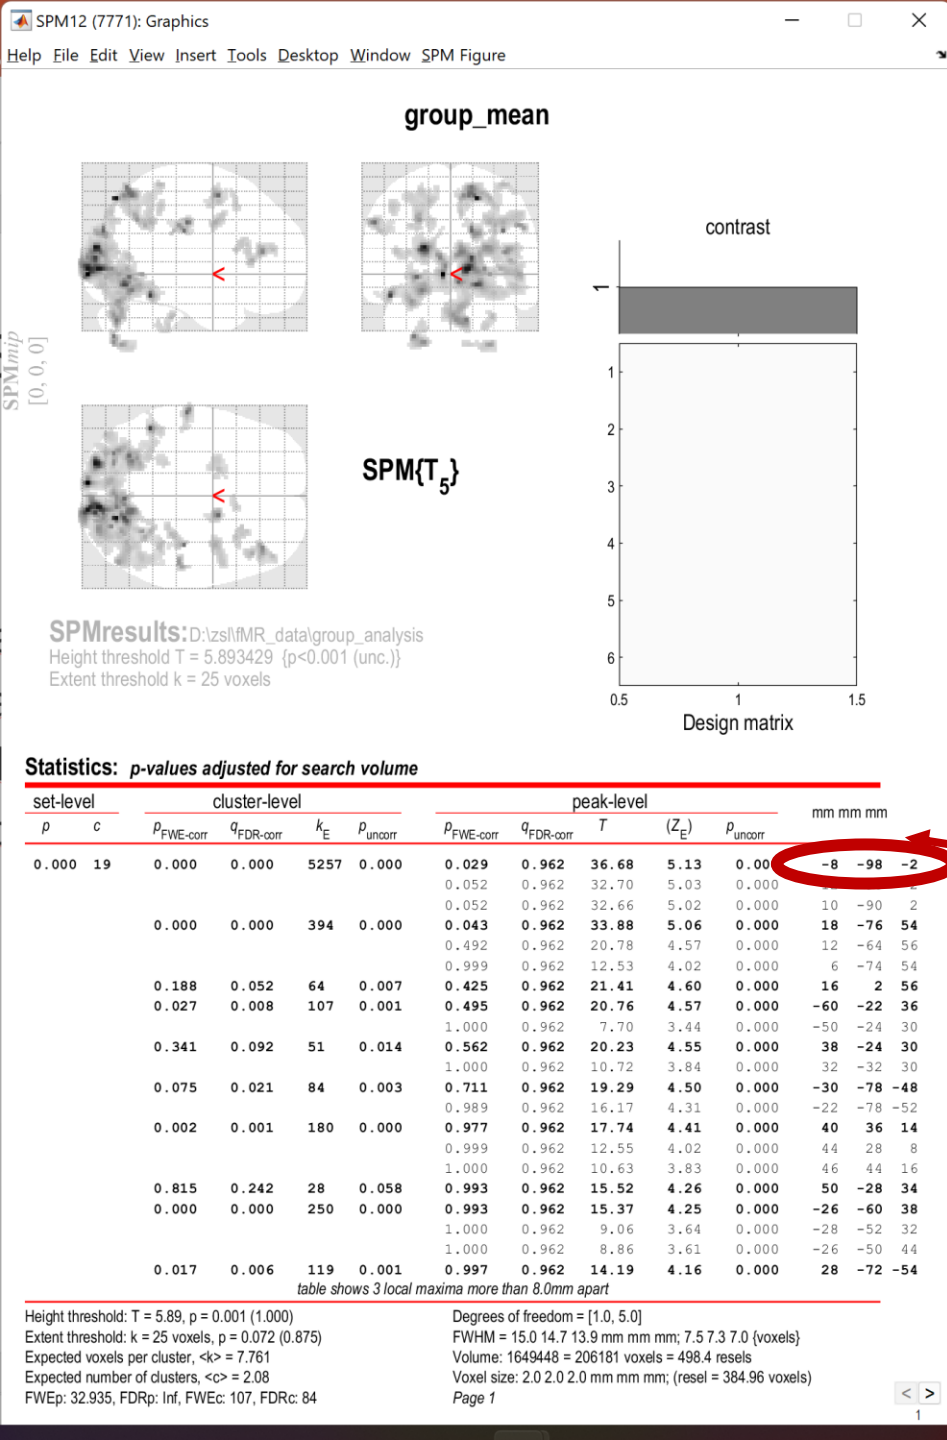 SPM12 (7771): Graphics
Help File Edit View Insert Tools Desktop Window SPM Figure
group_mean
SPMmip
[0, 0, 0]
contrast
1
1
2
3
4
5
6
0.5 1 1.5
Design matrix
SPM{T5}
SPMresults: D:\zsl\fMR_data\group_analysis
Height threshold T = 5.893429 {p<0.001 (unc.)}
Extent threshold k = 25 voxels
Statistics: p-values adjusted for search volume
set-level cluster-level peak-level mm mm mm
p c pFWE-corr qFDR-corr kE puncorr pFWE-corr qFDR-corr T (ZE) puncorr
0.000 19 0.000 0.000 5257 0.000 0.029 0.962 36.68 5.13 0.00 -8 -98 -2
0.052 0.962 32.70 5.03 0.000
0.052 0.962 32.66 5.02 0.000 10 -90 2
0.000 0.000 394 0.000 0.043 0.962 33.88 5.06 0.000 18 -76 54
0.492 0.962 20.78 4.57 0.000 12 -64 56
0.999 0.962 12.53 4.02 0.000 6 -74 54
0.188 0.052 64 0.007 0.425 0.962 21.41 4.60 0.000 16 2 56
0.027 0.008 107 0.001 0.495 0.962 20.76 4.57 0.000 -60 -22 36
1.000 0.962 7.70 3.44 0.000 -50 -24 30
0.341 0.092 51 0.014 0.562 0.962 20.23 4.55 0.000 38 -24 30
1.000 0.962 10.72 3.84 0.000 32 -32 30
0.075 0.021 84 0.003 0.711 0.962 19.29 4.50 0.000 -30 -78 -48
0.989 0.962 16.17 4.31 0.000 -22 -78 -52
0.002 0.001 180 0.000 0.977 0.962 17.74 4.41 0.000 40 36 14
0.999 0.962 12.55 4.02 0.000 44 28 8
1.000 0.962 10.63 3.83 0.000 46 44 16
0.815 0.242 28 0.058 0.993 0.962 15.52 4.26 0.000 50 -28 34
0.000 0.000 250 0.000 0.993 0.962 15.37 4.25 0.000 -26 -60 38
1.000 0.962 9.06 3.64 0.000 -28 -52 32
1.000 0.962 8.86 3.61 0.000 -26 -50 44
0.017 0.006 119 0.001 0.997 0.962 14.19 4.16 0.000 28 -72 -54
table shows 3 local maxima more than 8.0mm apart
Height threshold: T = 5.89, p = 0.001 (1.000)
Extent threshold: k = 25 voxels, p = 0.072 (0.875)
Expected voxels per cluster, <k> = 7.761
Expected number of clusters, <c> = 2.08
FWEp: 32.935, FDRp: Inf, FWEc: 107, FDRc: 84
Degrees of freedom = [1.0, 5.0]
FWHM = 15.0 14.7 13.9 mm mm mm; 7.5 7.3 7.0 {voxels}
Volume: 1649448 = 206181 voxels = 498.4 resels
Voxel size: 2.0 2.0 2.0 mm mm mm; (resel = 384.96 voxels)
Page 1
< >
1